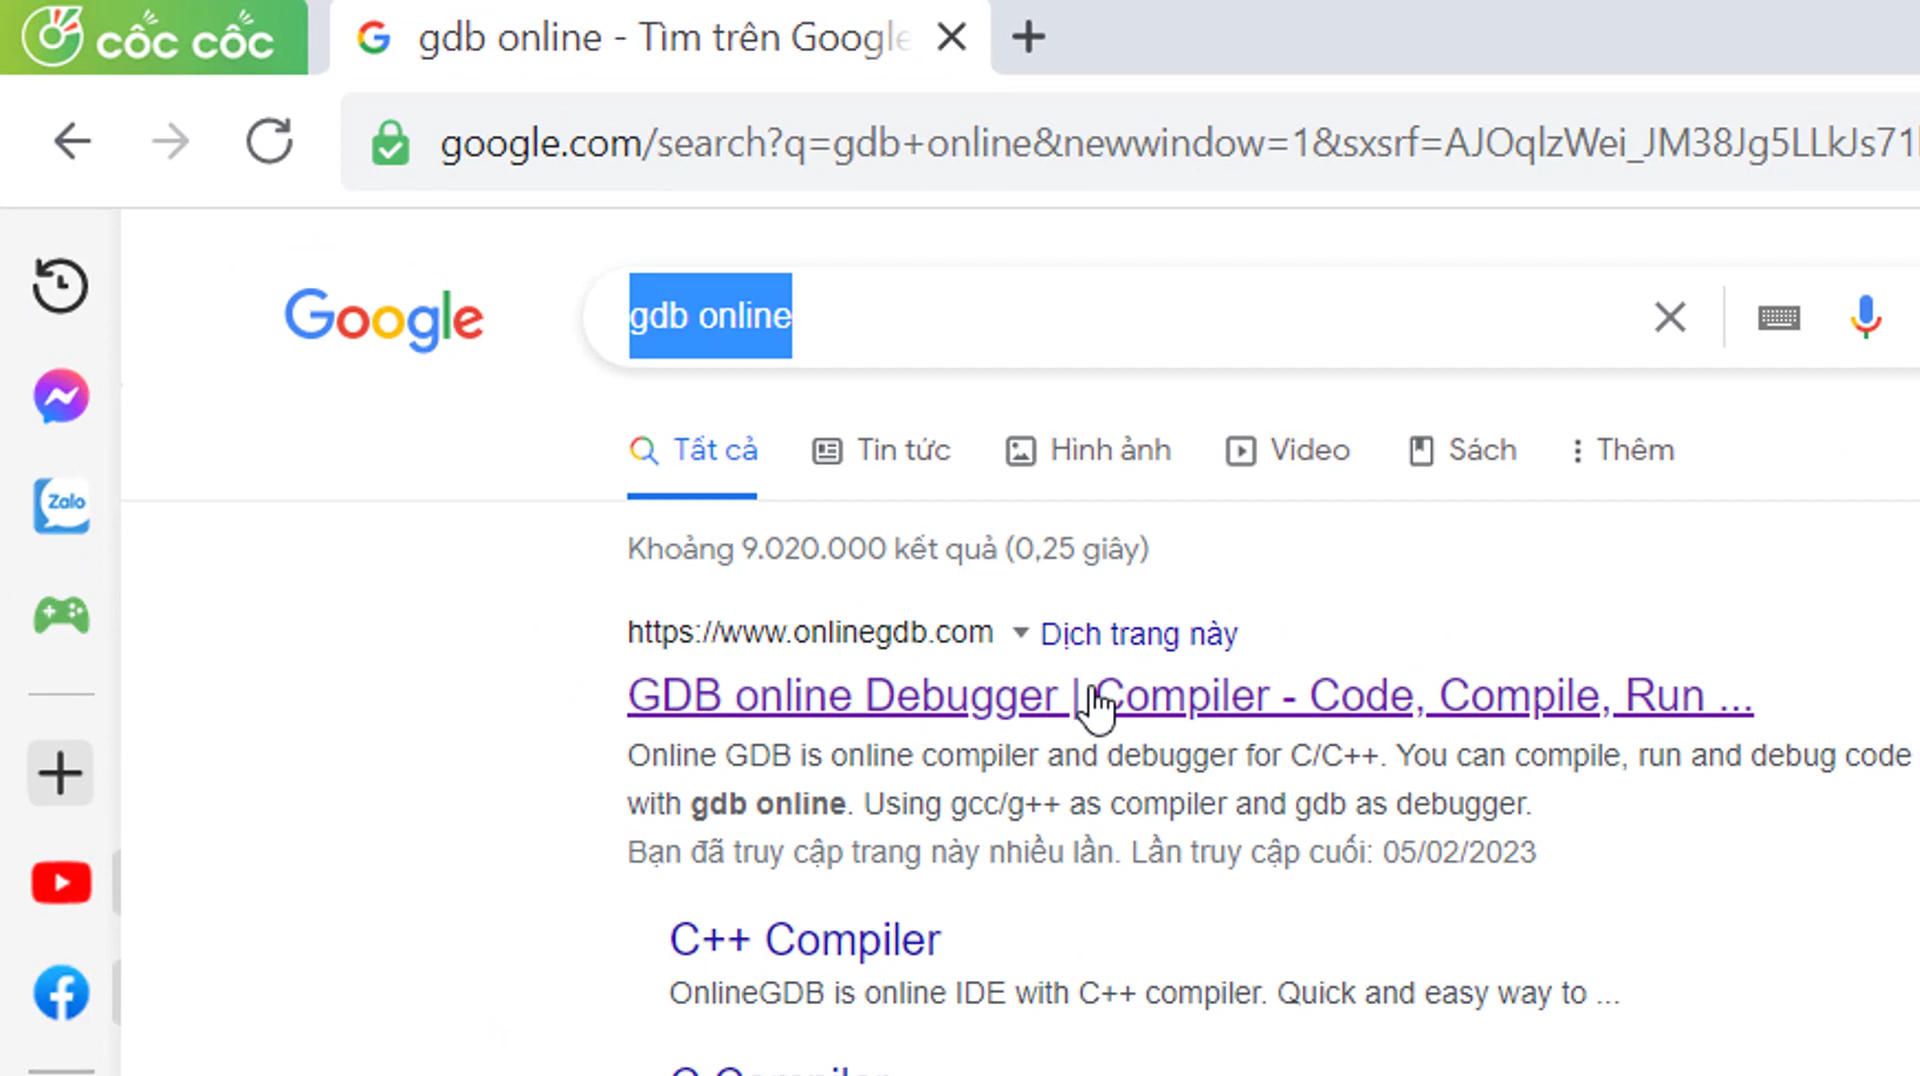 cốc cốc
gdb online - Tìm trên Google
google.com/search?q=gdb+online&newwindow=1&sxsrf=AJOqlzWei_JM38Jg5LLkJs71
Google
gdb online
Tất cả Tin tức Hình ảnh Video Sách Thêm
Khoảng 9.020.000 kết quả (0,25 giây)
Zalo
https://www.onlinegdb.com Dịch trang này
GDB online Debugger | Compiler - Code, Compile, Run ...
Online GDB is online compiler and debugger for C/C++. You can compile, run and debug code
with gdb online. Using gcc/g++ as compiler and gdb as debugger.
Bạn đã truy cập trang này nhiều lần. Lần truy cập cuối: 05/02/2023
C++ Compiler
OnlineGDB is online IDE with C++ compiler. Quick and easy way to ...